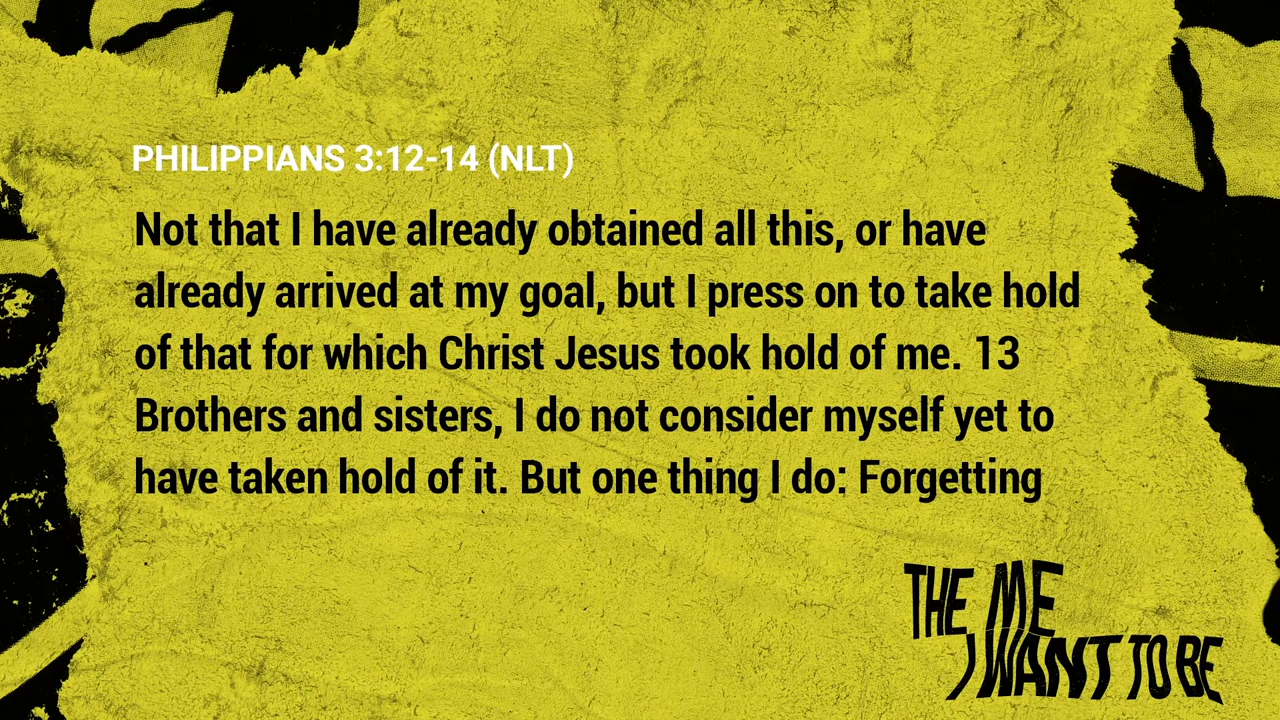 PHILIPPIANS 3:12-14 (NLT)
Not that I have already obtained all this, or have
already arrived at my goal, but I press on to take hold
of that for which Christ Jesus took hold of me. 13
Brothers and sisters, I do not consider myself yet to
have taken hold of it. But one thing I do: Forgetting
THE ME
I WANT TO BE